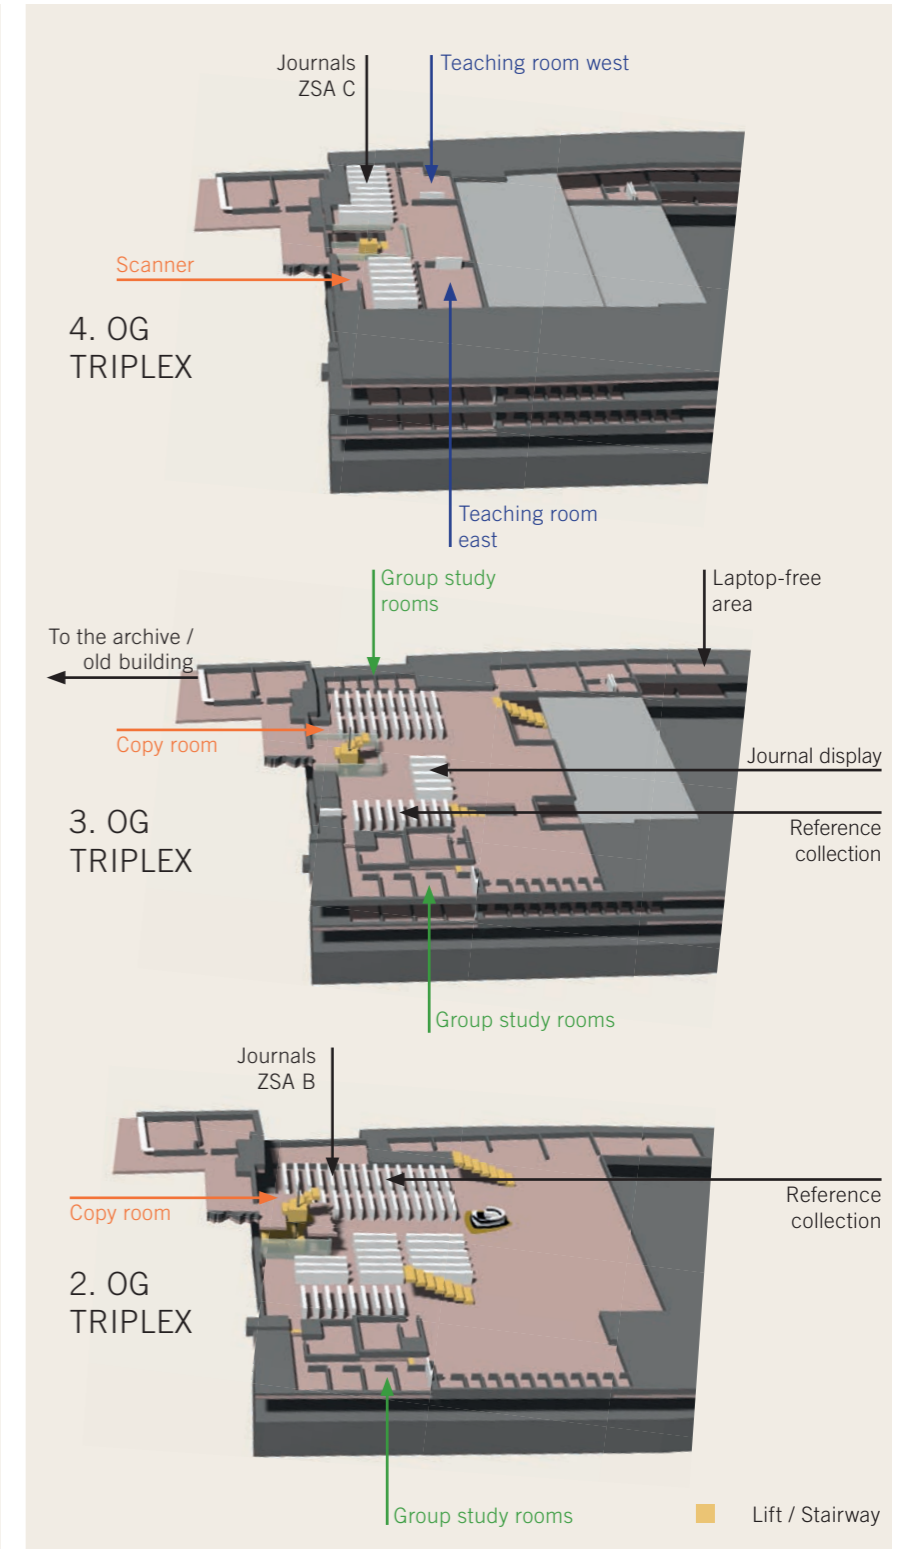 Journals
ZSA C
Teaching room west
Scanner
4. OG
TRIPLEX
Teaching room
east
Group study
rooms
Laptop-free
area
To the archive /
old building
Copy room
Journal display
3. OG
TRIPLEX
Reference
collection
Group study rooms
Journals
ZSA B
Copy room
Reference
collection
2. OG
TRIPLEX
Group study rooms
Lift / Stairway